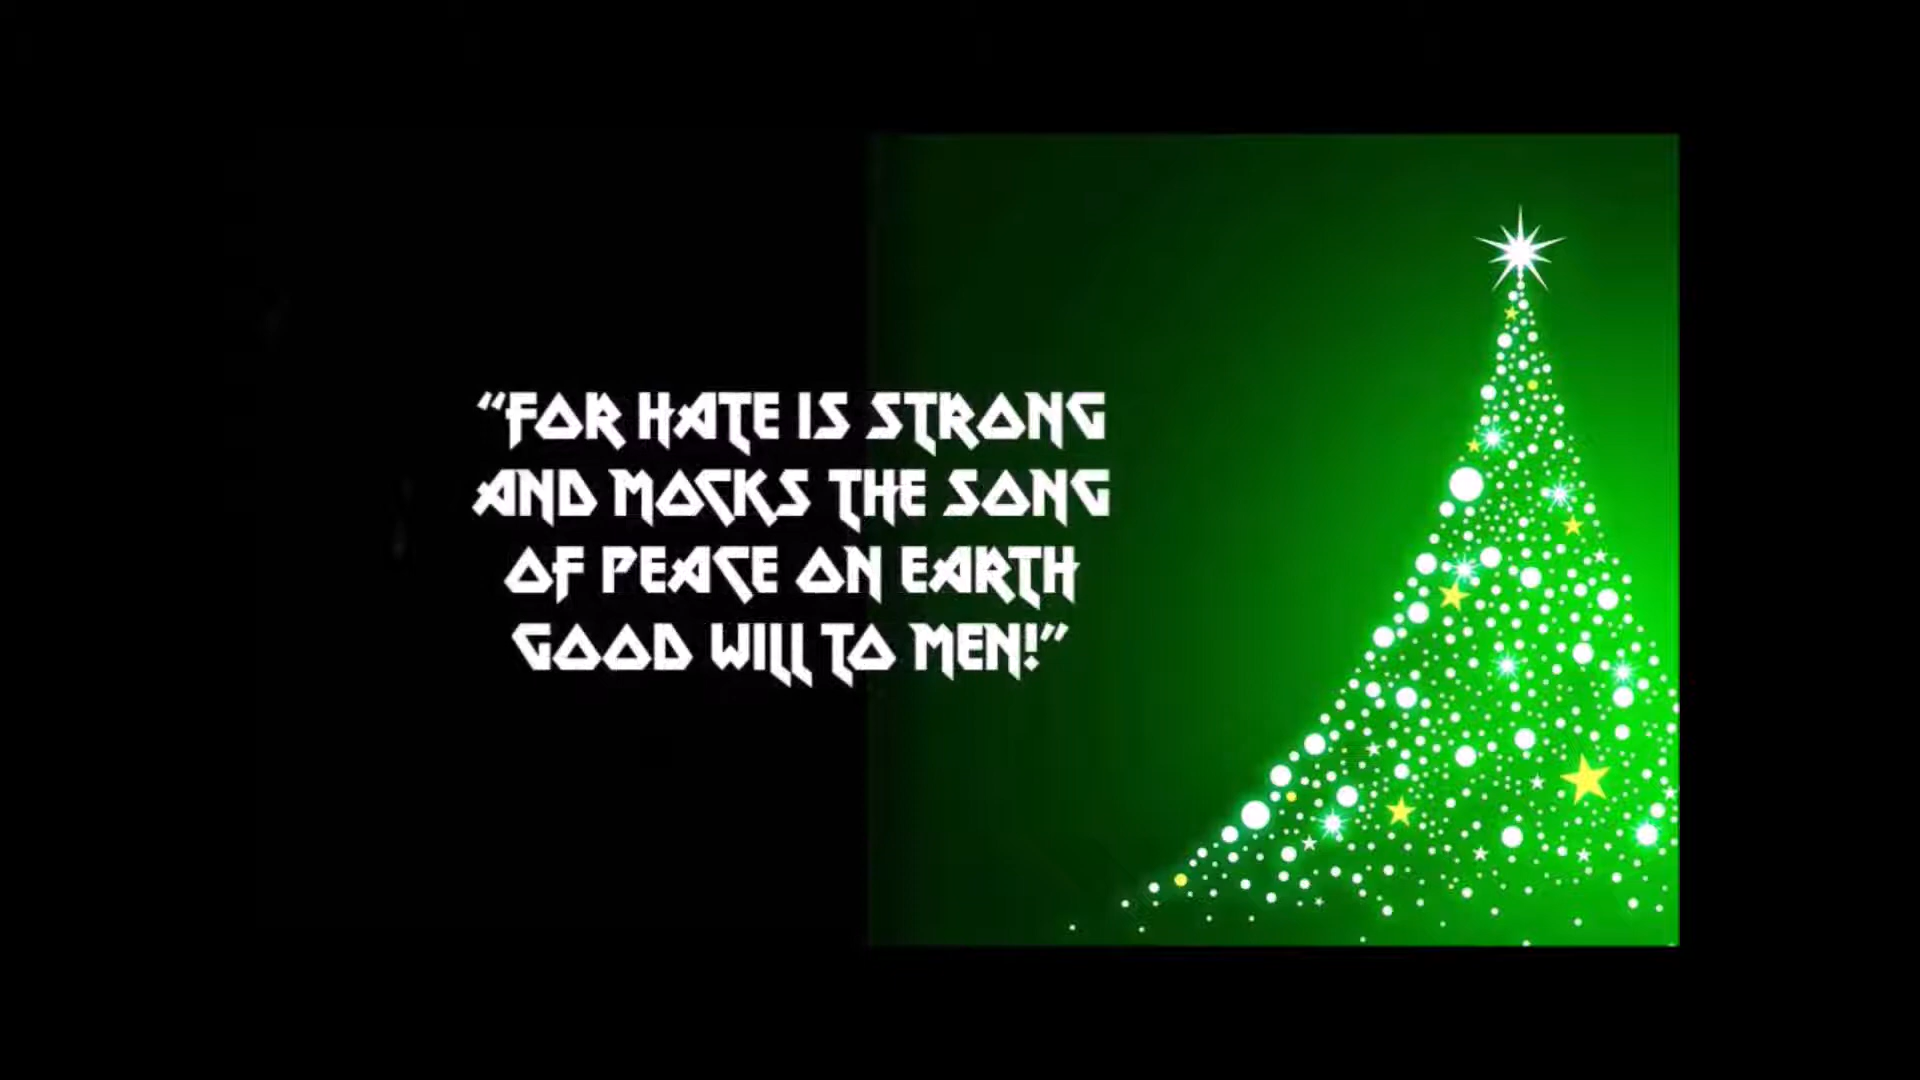 “FOR HATE IS STRONG
AND MOCKS THE SONG
OF PEACE ON EARTH
GOOD WILL TO MEN!”